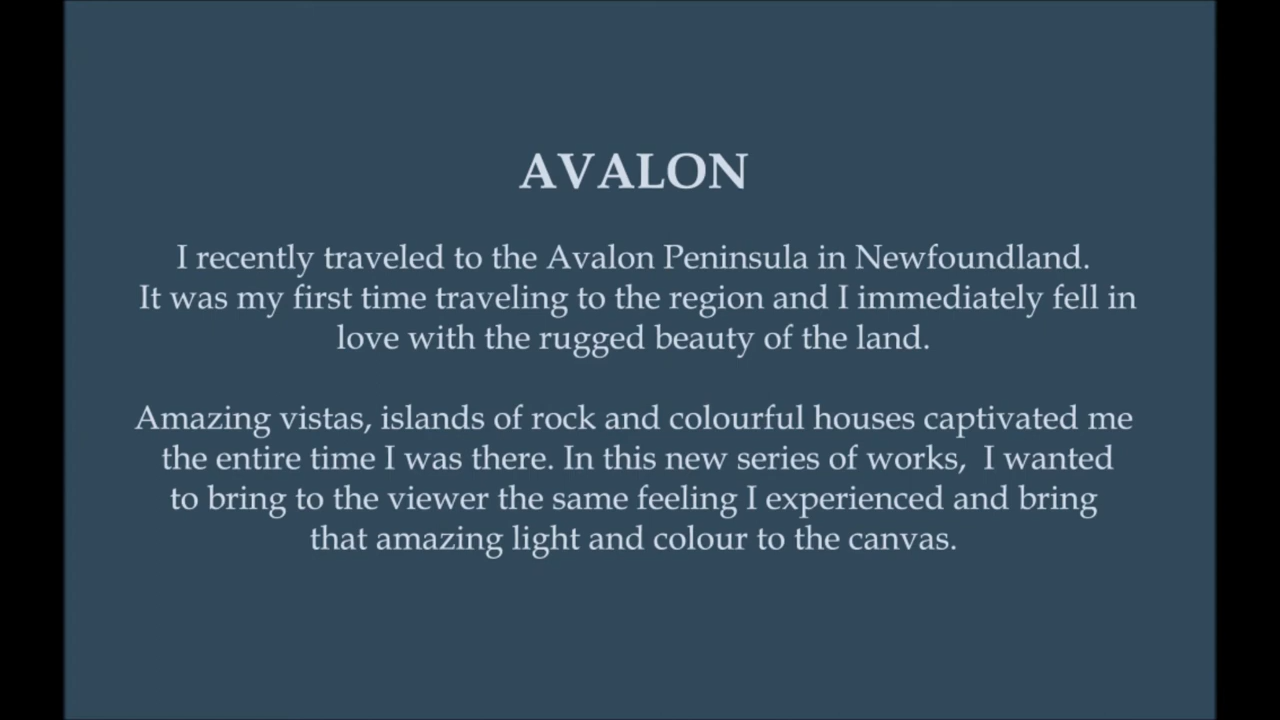 AVALON
I recently traveled to the Avalon Peninsula in Newfoundland.
It was my first time traveling to the region and I immediately fell in
love with the rugged beauty of the land.
Amazing vistas, islands of rock and colourful houses captivated me
the entire time I was there. In this new series of works,  I wanted
to bring to the viewer the same feeling I experienced and bring
that amazing light and colour to the canvas.